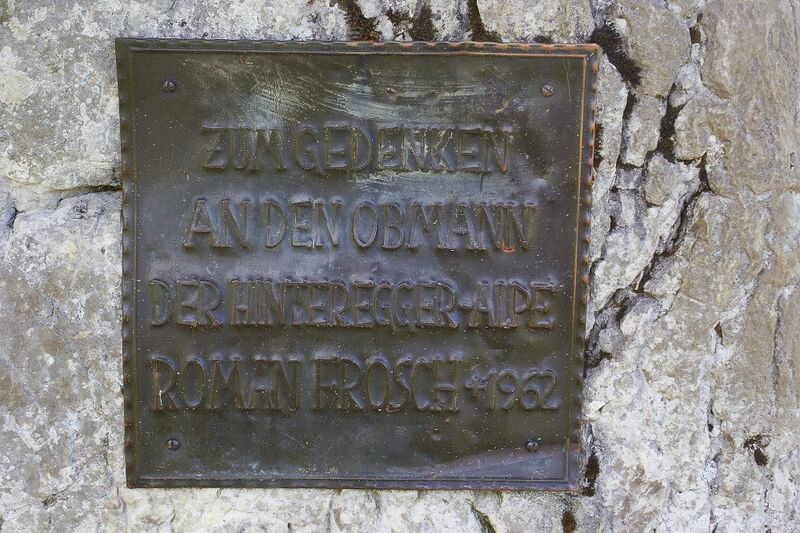 ZUM GEDENKEN
AN DEN OBMANN
DER HINTEREGGER-ALPE
ROMAN FROSCH +1962